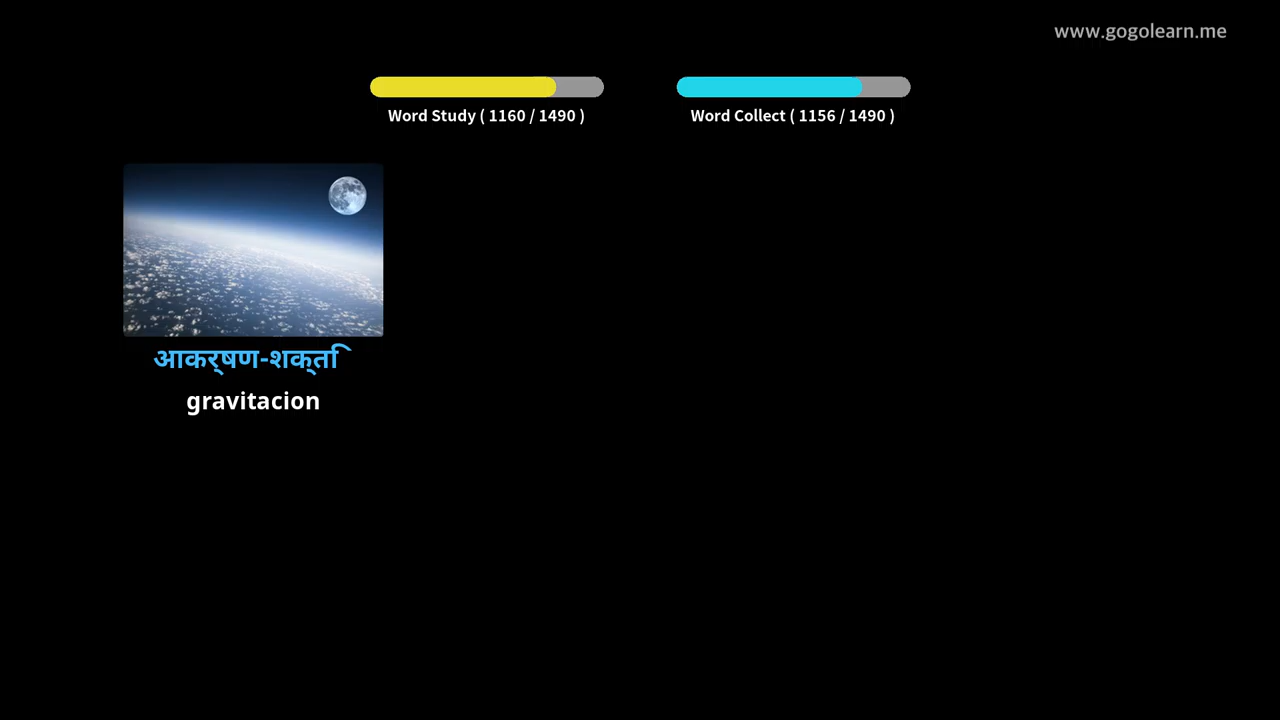 www.gogolearn.me
Word Study ( 1160 / 1490 )
Word Collect ( 1156 / 1490 )
आकर्षण-शक्ति
gravitacion